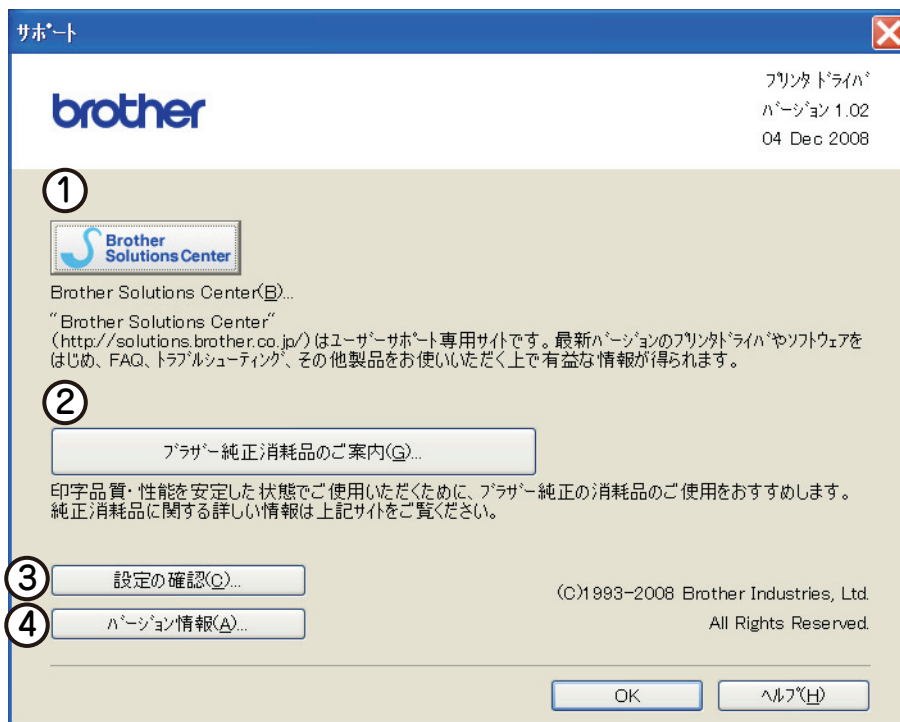 ｻﾎﾟｰﾄ
brother
ﾌﾟﾘﾝﾀ ﾄﾞﾗｲﾊﾞ
ﾊﾞｰｼﾞｮﾝ 1.02
04 Dec 2008
①
Brother
Solutions Center
Brother Solutions Center(B)...
"Brother Solutions Center"
(http://solutions.brother.co.jp/)はﾕｰｻﾞｰｻﾎﾟｰﾄ専用ｻｲﾄです。最新ﾊﾞｰｼﾞｮﾝのﾌﾟﾘﾝﾀﾄﾞﾗｲﾊﾞやｿﾌﾄｳｪｱを
はじめ、FAQ、ﾄﾗﾌﾞﾙｼｭｰﾃｨﾝｸﾞ、その他製品をお使いいただく上で有益な情報が得られます。
②
ﾌﾞﾗｻﾞｰ純正消耗品のご案内(G)...
印字品質・性能を安定した状態でご使用いただくために、ﾌﾞﾗｻﾞｰ純正の消耗品のご使用をおすすめします。
純正消耗品に関する詳しい情報は上記ｻｲﾄをご覧ください。
③ 設定の確認(C)...
(C)1993-2008 Brother Industries, Ltd.
④ ﾊﾞｰｼﾞｮﾝ情報(A)...
All Rights Reserved.
OK
ﾍﾙﾌﾟ(H)